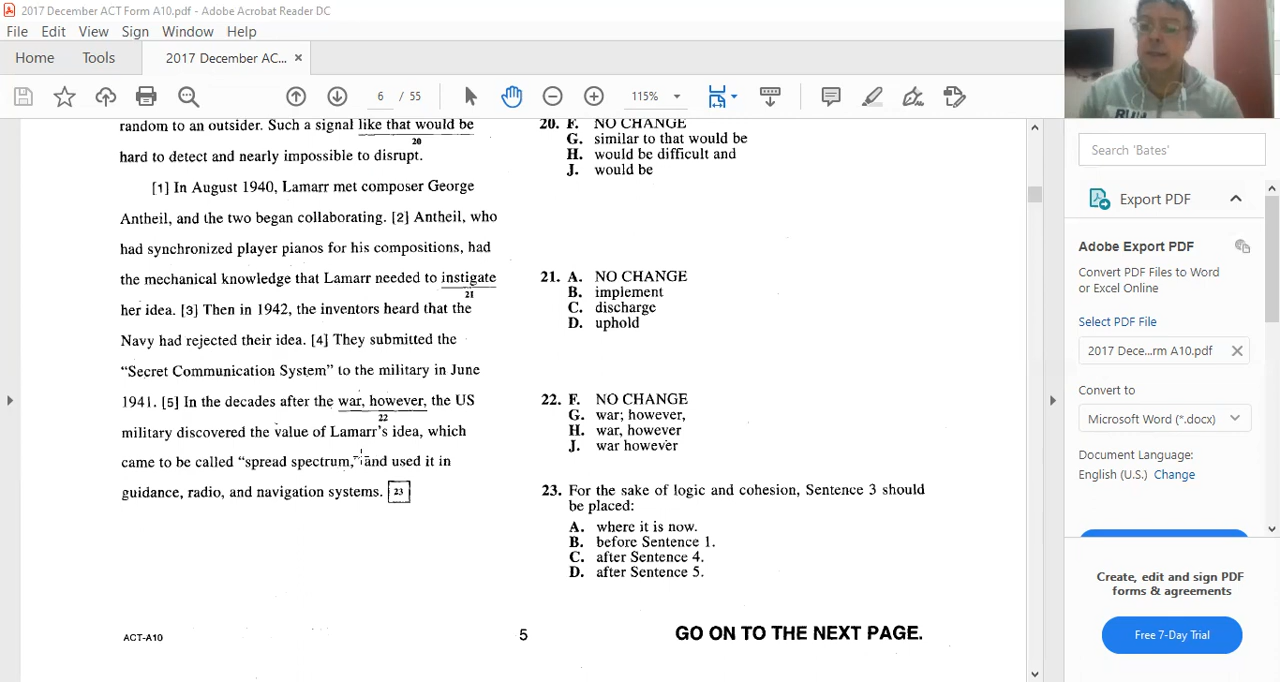 2017 December ACT Form A10.pdf - Adobe Acrobat Reader DC
File Edit View Sign Window Help
Home Tools 2017 December AC... ×
6 / 55 115%
random to an outsider. Such a signal like that would be
20
hard to detect and nearly impossible to disrupt.
[1] In August 1940, Lamarr met composer George
Antheil, and the two began collaborating. [2] Antheil, who
had synchronized player pianos for his compositions, had
the mechanical knowledge that Lamarr needed to instigate
21
her idea. [3] Then in 1942, the inventors heard that the
Navy had rejected their idea. [4] They submitted the
“Secret Communication System” to the military in June
1941. [5] In the decades after the war, however, the US
22
military discovered the value of Lamarr’s idea, which
came to be called “spread spectrum,” and used it in
guidance, radio, and navigation systems. 23
ACT-A10
20. F. NO CHANGE
G. similar to that would be
H. would be difficult and
J. would be
21. A. NO CHANGE
B. implement
C. discharge
D. uphold
22. F. NO CHANGE
G. war; however,
H. war, however
J. war however
23. For the sake of logic and cohesion, Sentence 3 should
be placed:
A. where it is now.
B. before Sentence 1.
C. after Sentence 4.
D. after Sentence 5.
5
GO ON TO THE NEXT PAGE.
Search 'Bates'
Export PDF
Adobe Export PDF
Convert PDF Files to Word
or Excel Online
Select PDF File
2017 Dece...rm A10.pdf ×
Convert to
Microsoft Word (*.docx)
Document Language:
English (U.S.) Change
Create, edit and sign PDF
forms & agreements
Free 7-Day Trial